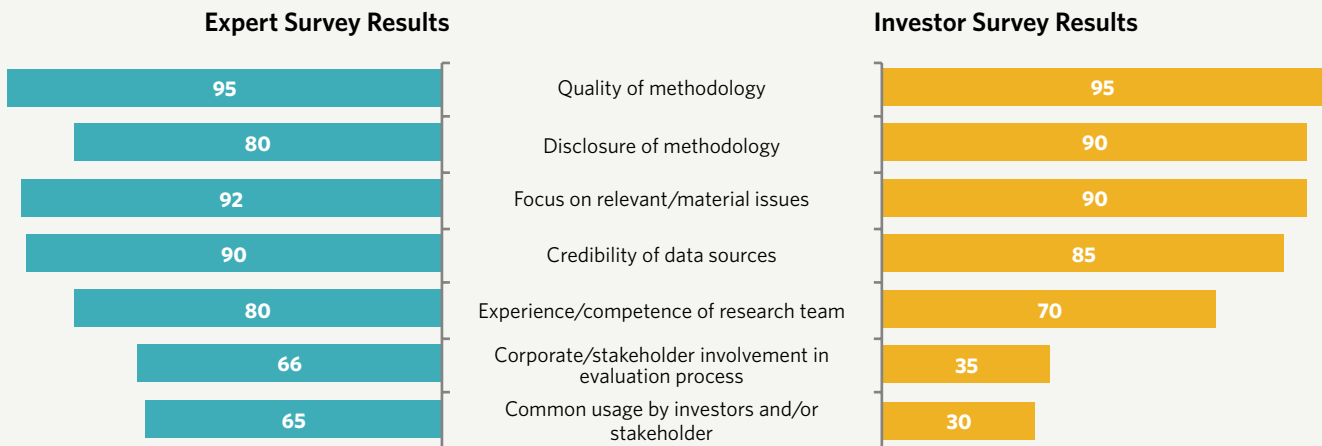 Expert Survey Results
Investor Survey Results
95 Quality of methodology 95
80 Disclosure of methodology 90
92 Focus on relevant/material issues 90
90 Credibility of data sources 85
80 Experience/competence of research team 70
66 Corporate/stakeholder involvement in
evaluation process 35
65 Common usage by investors and/or
stakeholder 30